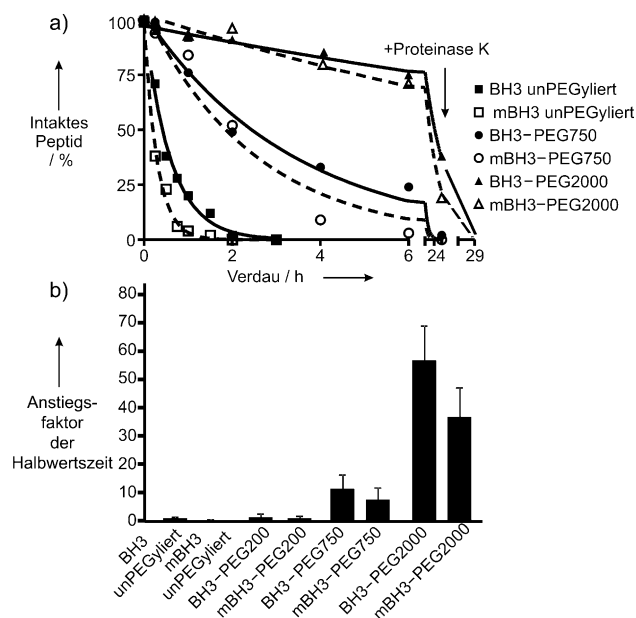 a)
100
75
50
25
0
Intaktes
Peptid
/ %
+Proteinase K
BH3 unPEGyliert
mBH3 unPEGyliert
BH3−PEG750
mBH3−PEG750
BH3−PEG2000
mBH3−PEG2000
0 2 4 6 24 29
Verdau / h
b)
80
70
60
50
40
30
20
10
0
Anstiegs-
faktor
der
Halbwertszeit
BH3
unPEGyliert
mBH3
unPEGyliert
BH3−PEG200
mBH3−PEG200
BH3−PEG750
mBH3−PEG750
BH3−PEG2000
mBH3−PEG2000